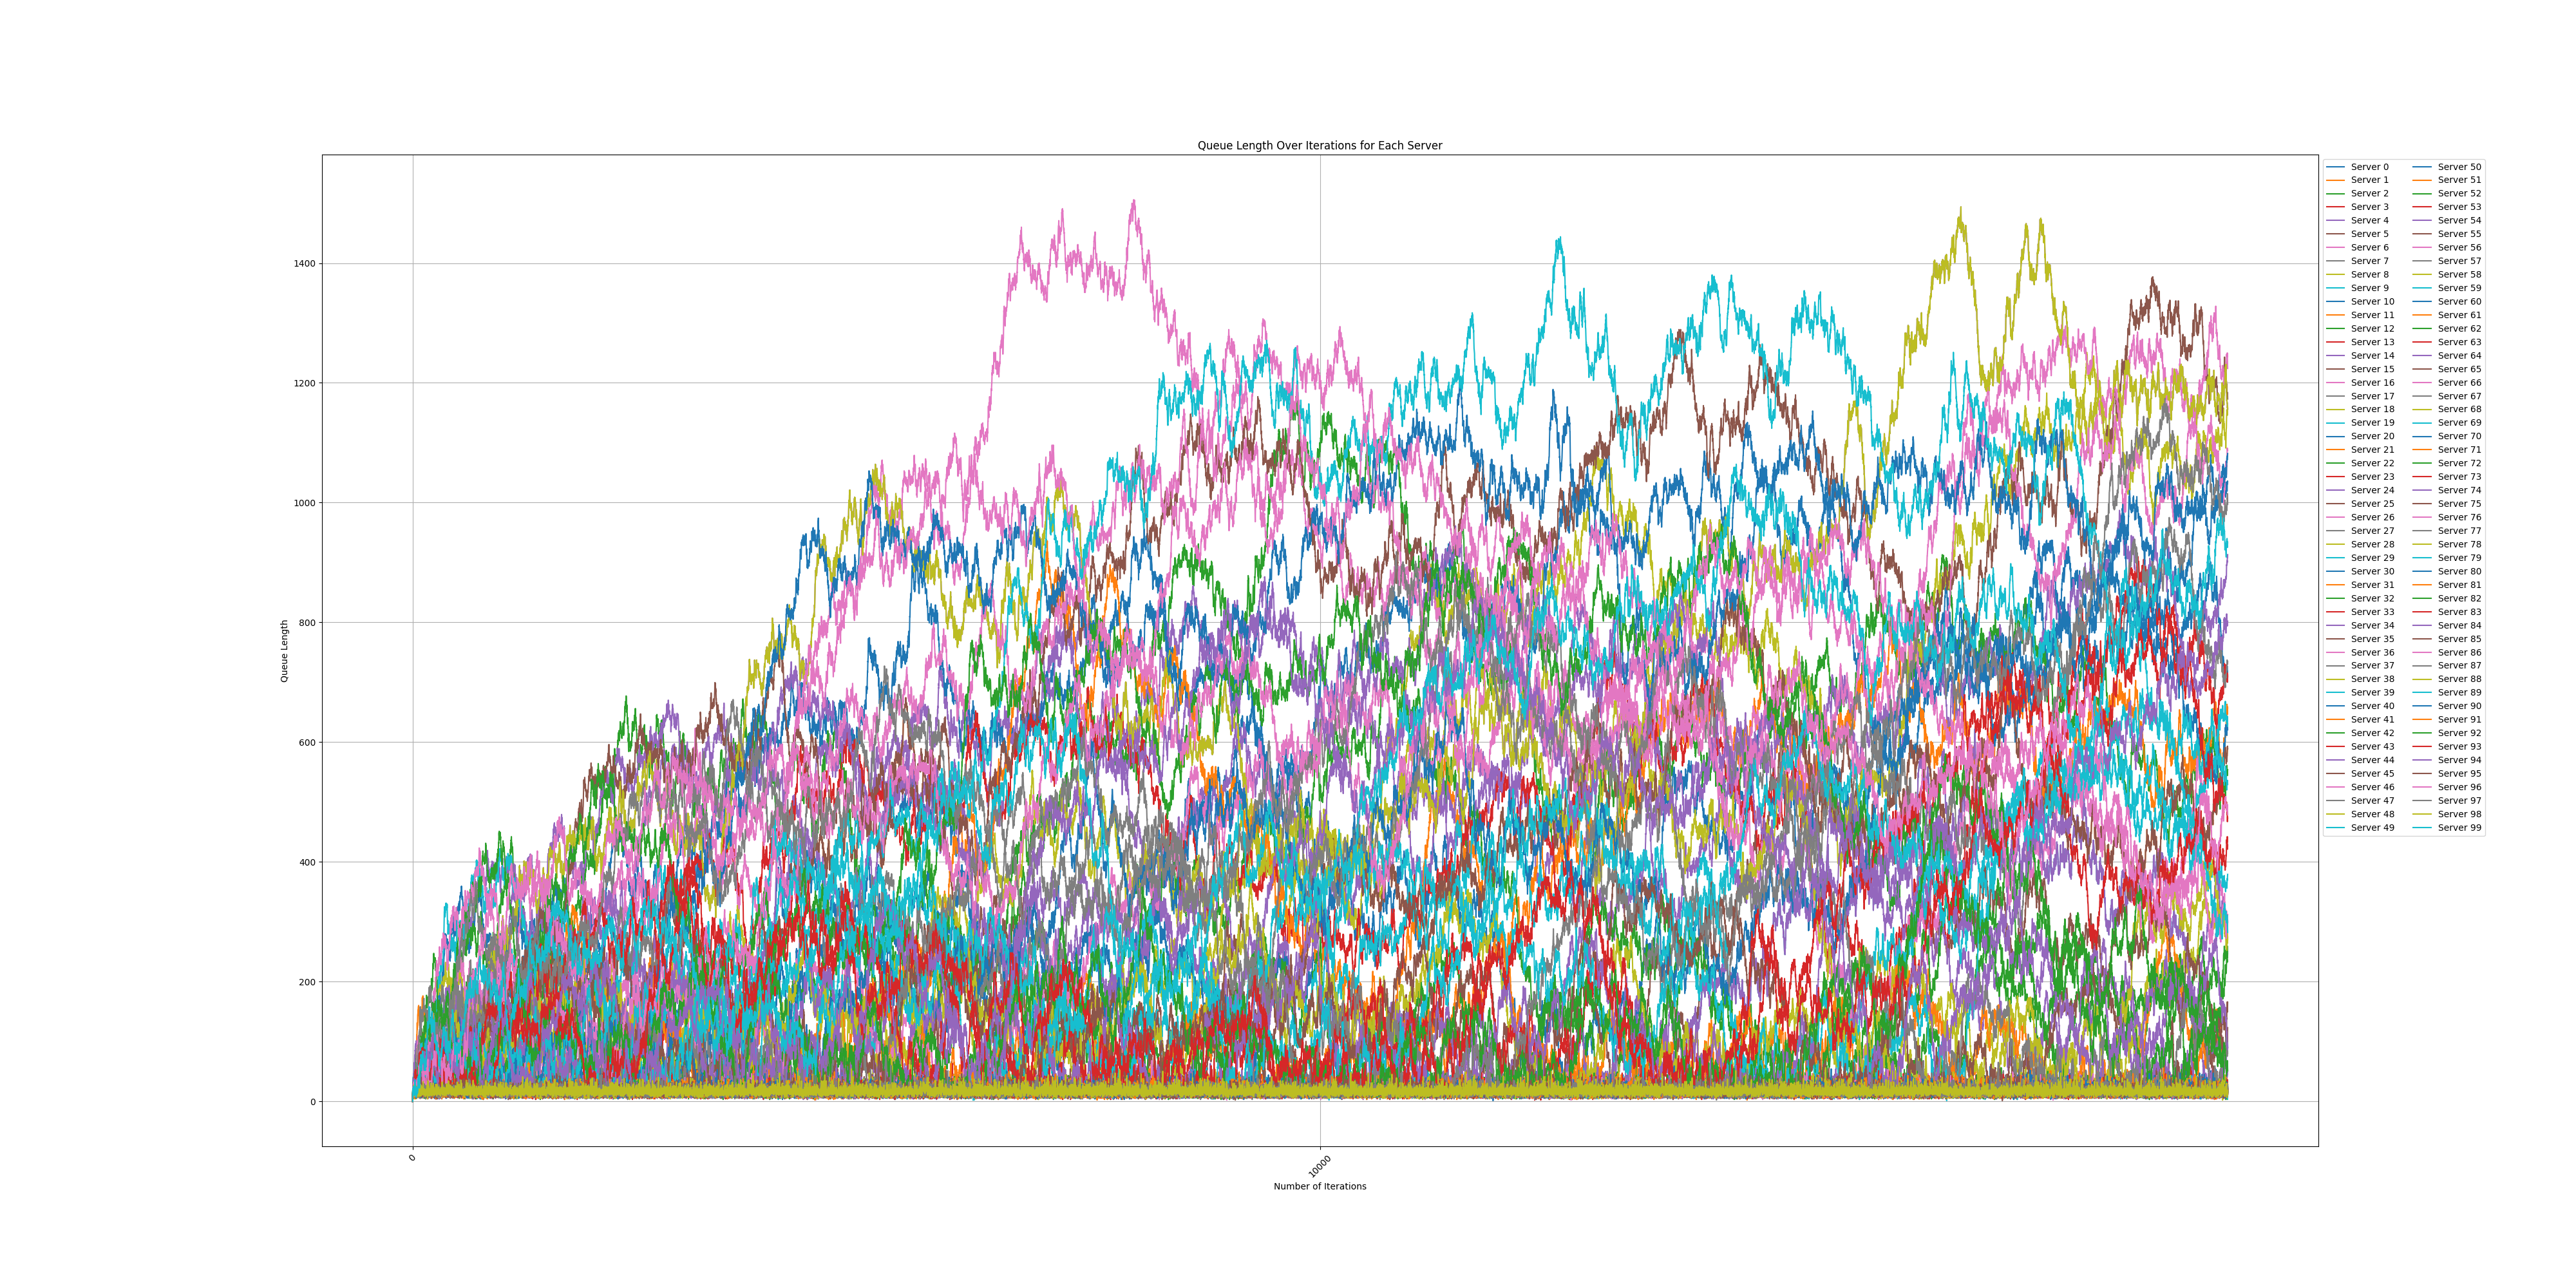 Queue Length Over Iterations for Each Server
1400
1200
1000
800
600
400
200
0
Queue Length
0
10000
Number of Iterations
Server 0
Server 1
Server 2
Server 3
Server 4
Server 5
Server 6
Server 7
Server 8
Server 9
Server 10
Server 11
Server 12
Server 13
Server 14
Server 15
Server 16
Server 17
Server 18
Server 19
Server 20
Server 21
Server 22
Server 23
Server 24
Server 25
Server 26
Server 27
Server 28
Server 29
Server 30
Server 31
Server 32
Server 33
Server 34
Server 35
Server 36
Server 37
Server 38
Server 39
Server 40
Server 41
Server 42
Server 43
Server 44
Server 45
Server 46
Server 47
Server 48
Server 49
Server 50
Server 51
Server 52
Server 53
Server 54
Server 55
Server 56
Server 57
Server 58
Server 59
Server 60
Server 61
Server 62
Server 63
Server 64
Server 65
Server 66
Server 67
Server 68
Server 69
Server 70
Server 71
Server 72
Server 73
Server 74
Server 75
Server 76
Server 77
Server 78
Server 79
Server 80
Server 81
Server 82
Server 83
Server 84
Server 85
Server 86
Server 87
Server 88
Server 89
Server 90
Server 91
Server 92
Server 93
Server 94
Server 95
Server 96
Server 97
Server 98
Server 99